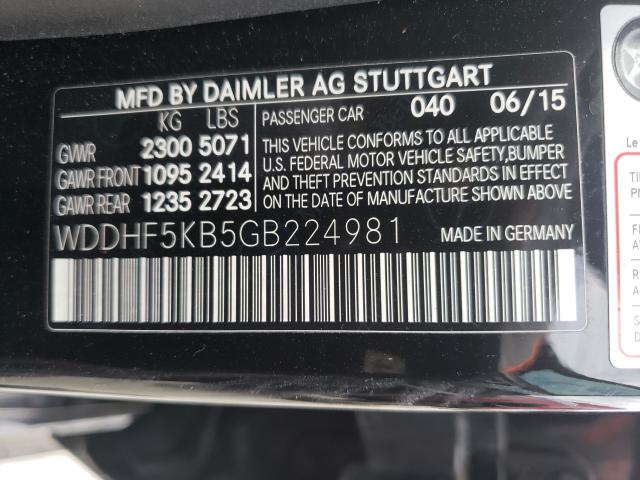 MFD BY DAIMLER AG STUTTGART
KG LBS
GVWR 2300 5071
GAWR FRONT 1095 2414
GAWR REAR 1235 2723
PASSENGER CAR 040 06/15
THIS VEHICLE CONFORMS TO ALL APPLICABLE
U.S. FEDERAL MOTOR VEHICLE SAFETY, BUMPER
AND THEFT PREVENTION STANDARDS IN EFFECT
ON THE DATE OF MANUFACTURE SHOWN ABOVE.
WDDHF5KB5GB224981 MADE IN GERMANY
Le